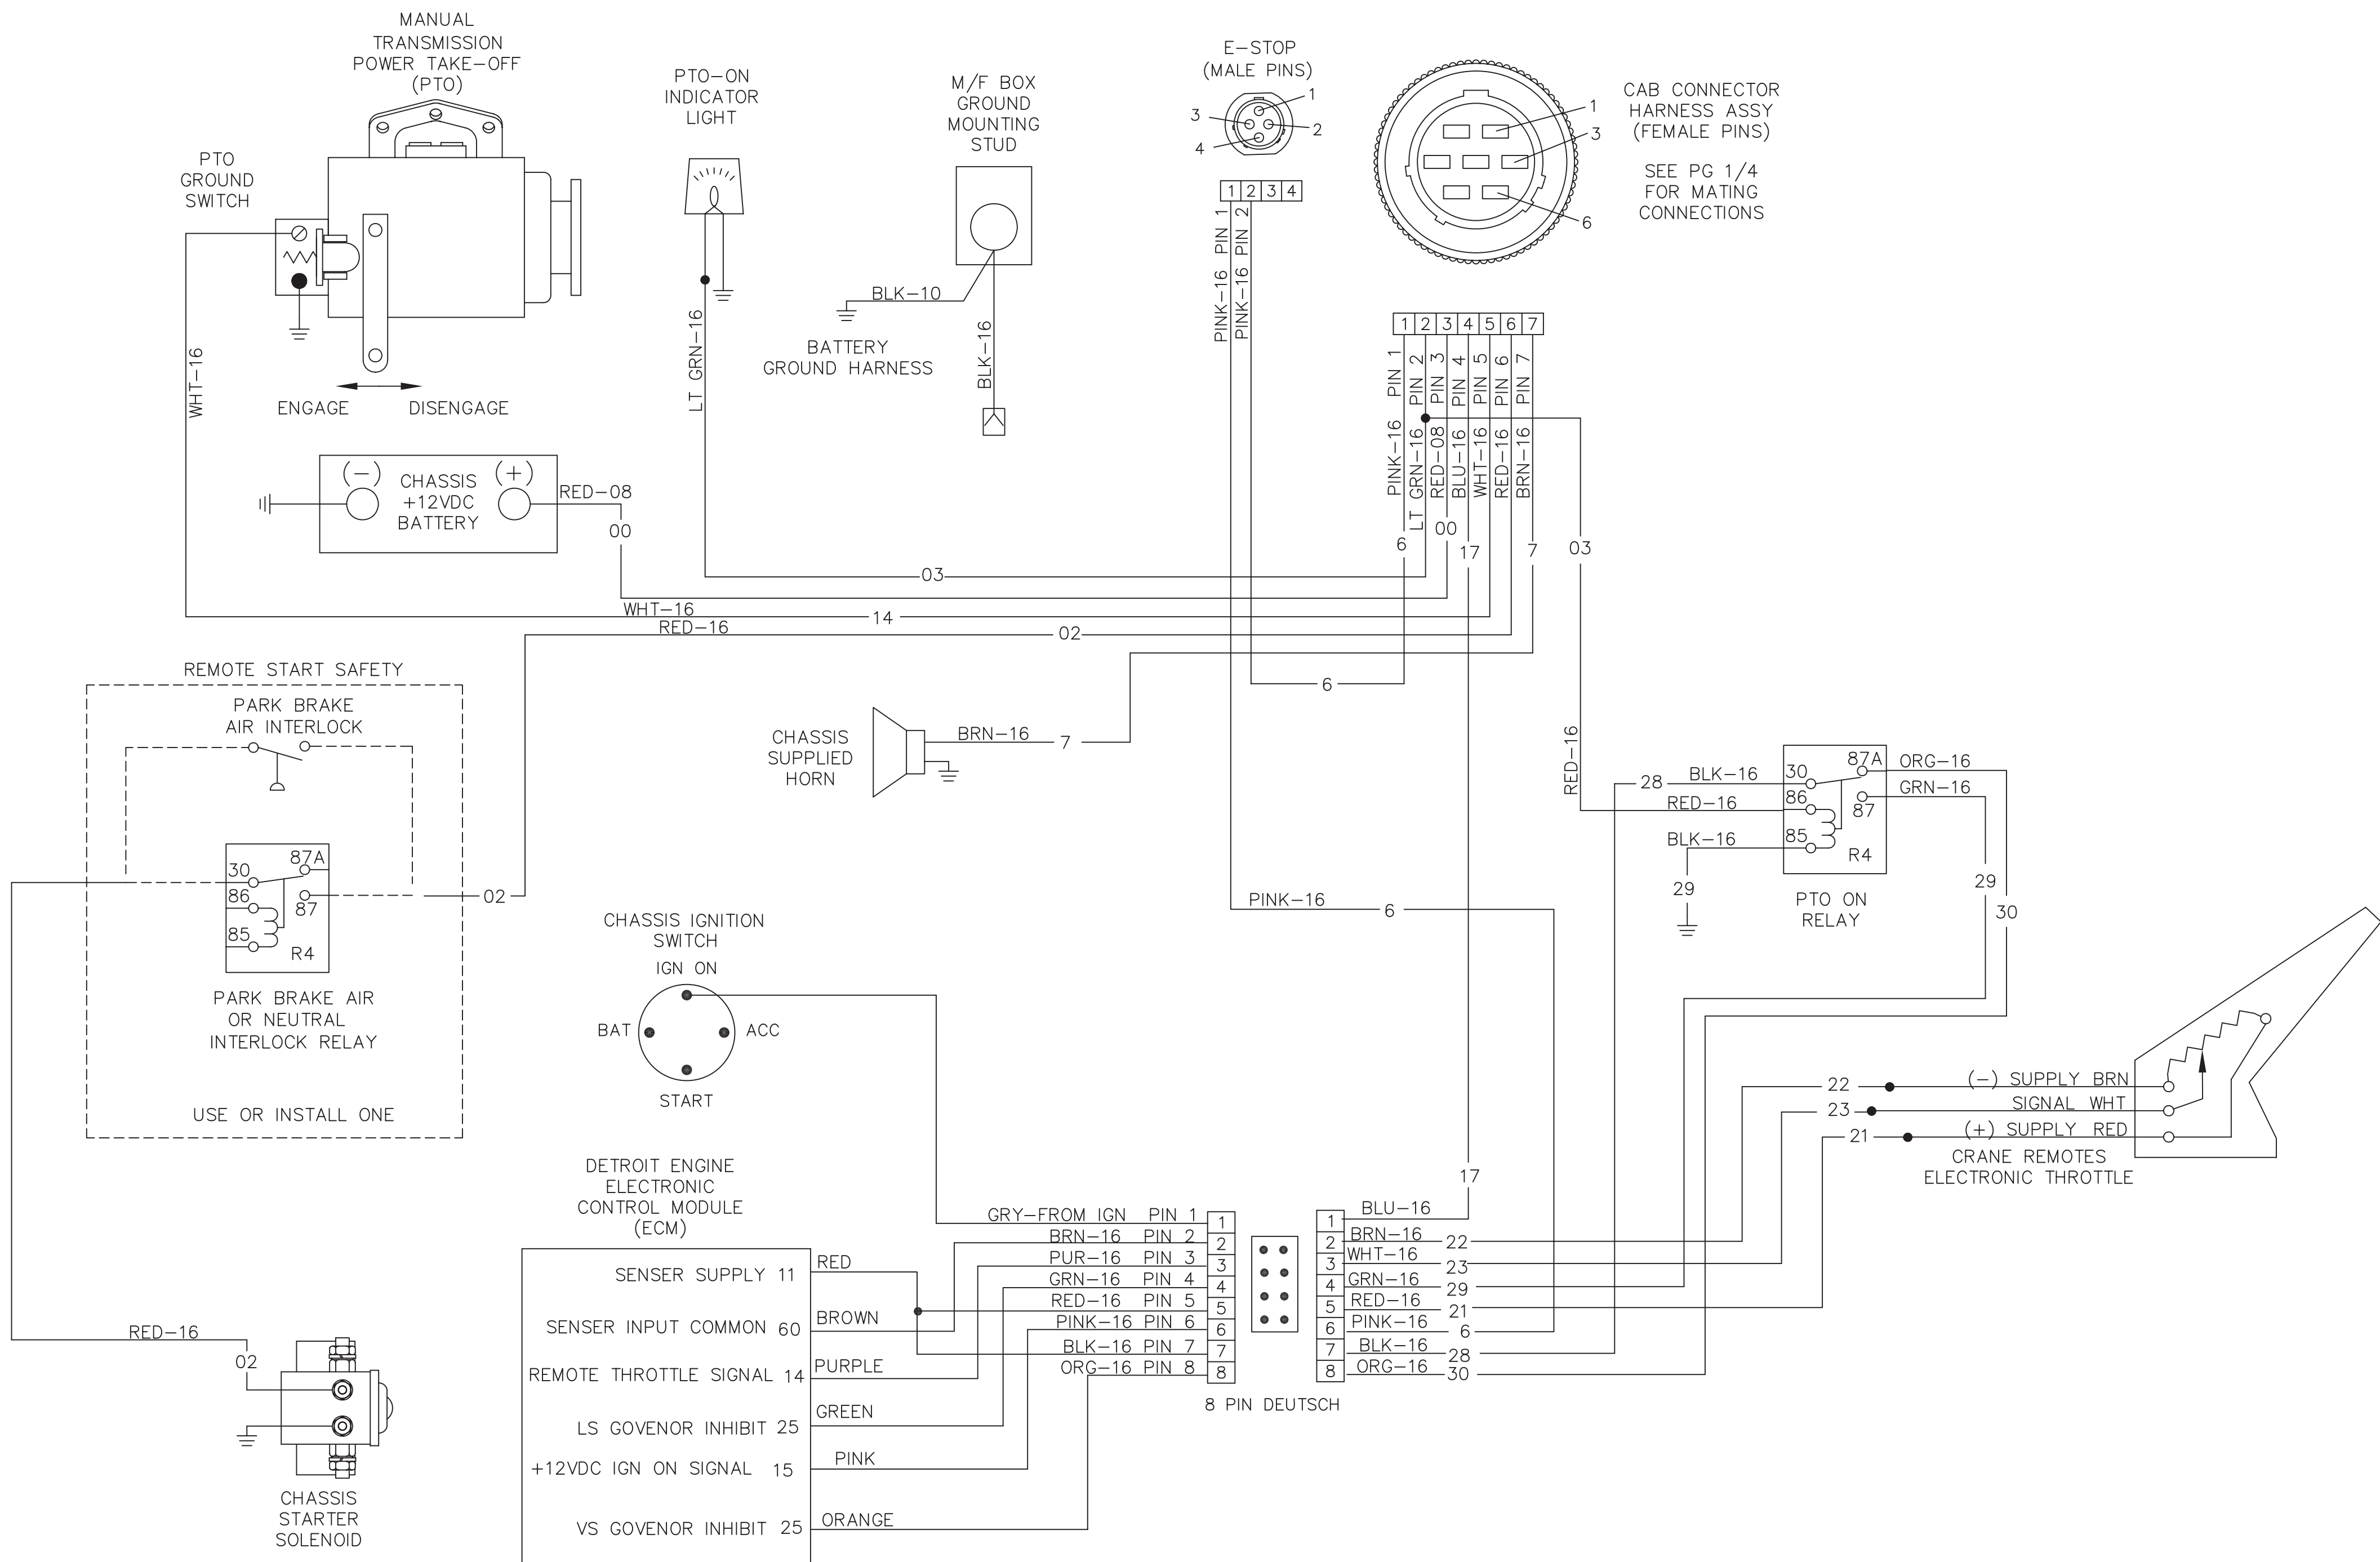 MANUAL
TRANSMISSION
POWER TAKE-OFF
(PTO)
PTO
GROUND
SWITCH
WHT-16
ENGAGE
DISENGAGE
PTO-ON
INDICATOR
LIGHT
LT GRN-16
M/F BOX
GROUND
MOUNTING
STUD
BLK-10
BATTERY
GROUND HARNESS
BLK-16
E-STOP
(MALE PINS)
1
3
2
4
1 2 3 4
PINK-16 PIN 1
PINK-16 PIN 2
CAB CONNECTOR
HARNESS ASSY
(FEMALE PINS)
SEE PG 1/4
FOR MATING
CONNECTIONS
1
3
6
1 2 3 4 5 6 7
PINK-16 PIN 1
LT GRN-16 PIN 2
RED-08 PIN 3
BLU-16 PIN 4
WHT-16 PIN 5
RED-16 PIN 6
BRN-16 PIN 7
6
00
17
7
03
(-)
(+)
CHASSIS
+12VDC
BATTERY
RED-08
00
03
WHT-16
14
RED-16
02
6
REMOTE START SAFETY
PARK BRAKE
AIR INTERLOCK
30
87A
86
87
85
R4
02
PARK BRAKE AIR
OR NEUTRAL
INTERLOCK RELAY
USE OR INSTALL ONE
CHASSIS
SUPPLIED
HORN
BRN-16
7
RED-16
28
BLK-16
30
87A
ORG-16
RED-16
86
87
GRN-16
BLK-16
85
R4
29
29
30
PTO ON
RELAY
PINK-16
6
CHASSIS IGNITION
SWITCH
IGN ON
BAT
ACC
START
22
(-) SUPPLY BRN
23
SIGNAL WHT
21
(+) SUPPLY RED
CRANE REMOTES
ELECTRONIC THROTTLE
17
DETROIT ENGINE
ELECTRONIC
CONTROL MODULE
(ECM)
SENSER SUPPLY 11
RED
SENSER INPUT COMMON 60
BROWN
REMOTE THROTTLE SIGNAL 14
PURPLE
LS GOVENOR INHIBIT 25
GREEN
+12VDC IGN ON SIGNAL 15
PINK
VS GOVENOR INHIBIT 25
ORANGE
GRY-FROM IGN PIN 1
BRN-16 PIN 2
PUR-16 PIN 3
GRN-16 PIN 4
RED-16 PIN 5
PINK-16 PIN 6
BLK-16 PIN 7
ORG-16 PIN 8
1
2
3
4
5
6
7
8
8 PIN DEUTSCH
1 BLU-16
2 BRN-16 22
3 WHT-16 23
4 GRN-16 29
5 RED-16 21
6 PINK-16 6
7 BLK-16 28
8 ORG-16 30
RED-16
02
CHASSIS
STARTER
SOLENOID